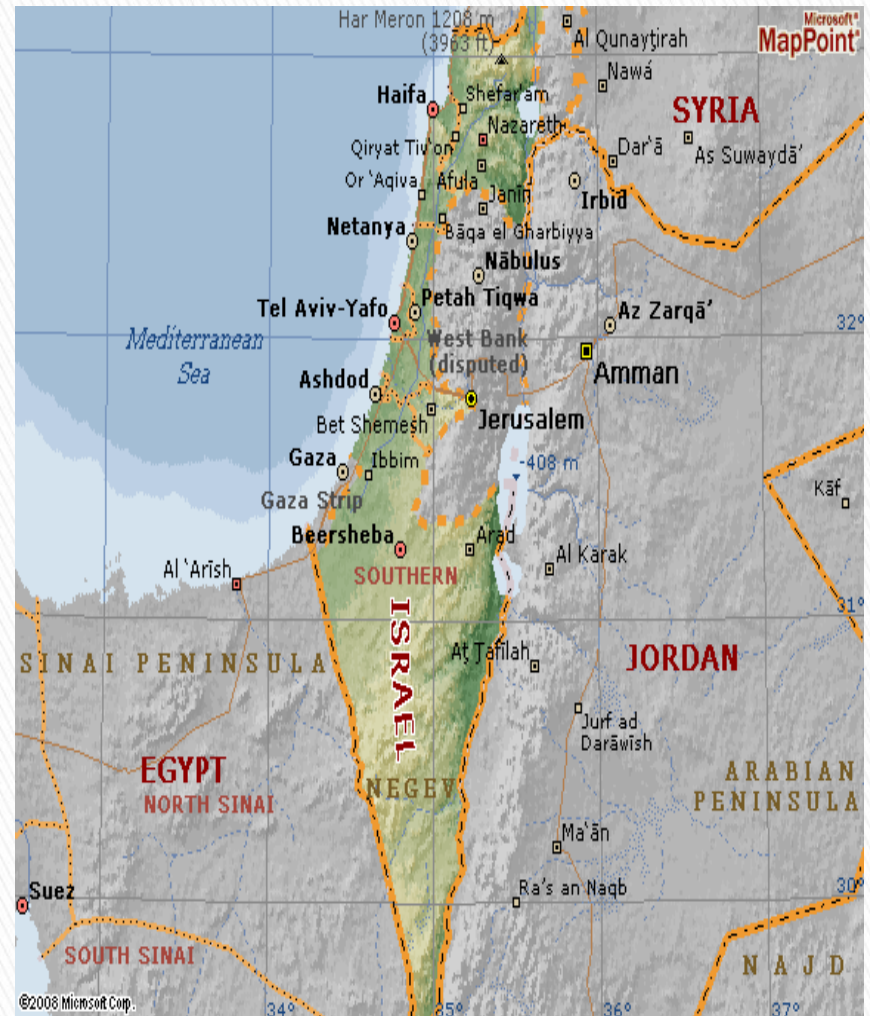 Har Meron 1208 m
(3963 ft)
Microsoft®
MapPoint®
Al Qunayţirah
Nawá
Haifa
Shefar'am
SYRIA
Nazareth
Qiryat Tiv'on
Dar'ā
As Suwaydā'
Or 'Aqiva
Afula
Janin
Irbid
Netanya
Bāqa el Gharbiyya
Nābulus
Petah Tiqwa
Tel Aviv-Yafo
Az Zarqā'
32°
Mediterranean
Sea
West Bank
(disputed)
Amman
Ashdod
Bet Shemesh
Jerusalem
Gaza
Ibbim
-408 m
Kāf
Gaza Strip
Beersheba
Arad
Al 'Arīsh
SOUTHERN
Al Karak
31°
ISRAEL
SINAI PENINSULA
Aţ Tafilah
JORDAN
Jurf ad
Darāwīsh
EGYPT
NORTH SINAI
NEGEV
ARABIAN
PENINSULA
Ma'ān
Suez
Ra's an Naqb
30°
SOUTH SINAI
NAJD
©2008 Microsoft Corp.
34°
35°
36°
37°